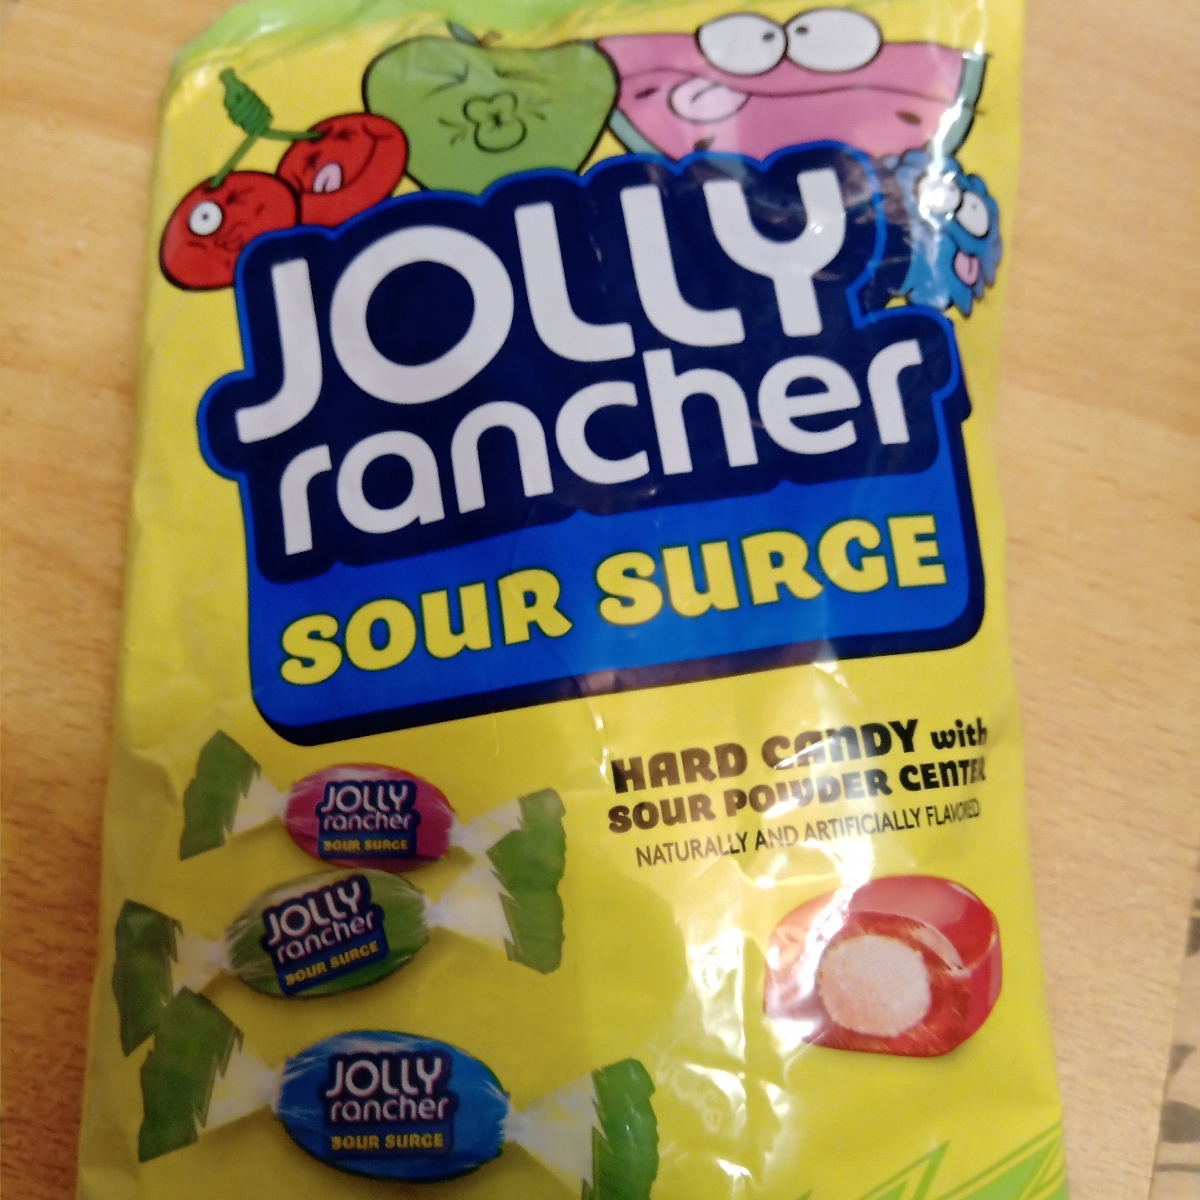 JOLLY
rancher
SOUR SURGE
HARD CANDY with
SOUR POWDER CENTER
NATURALLY AND ARTIFICIALLY FLAVORED
JOLLY
rancher
SOUR SURGE
JOLLY
rancher
SOUR SURGE
JOLLY
rancher
SOUR SURGE